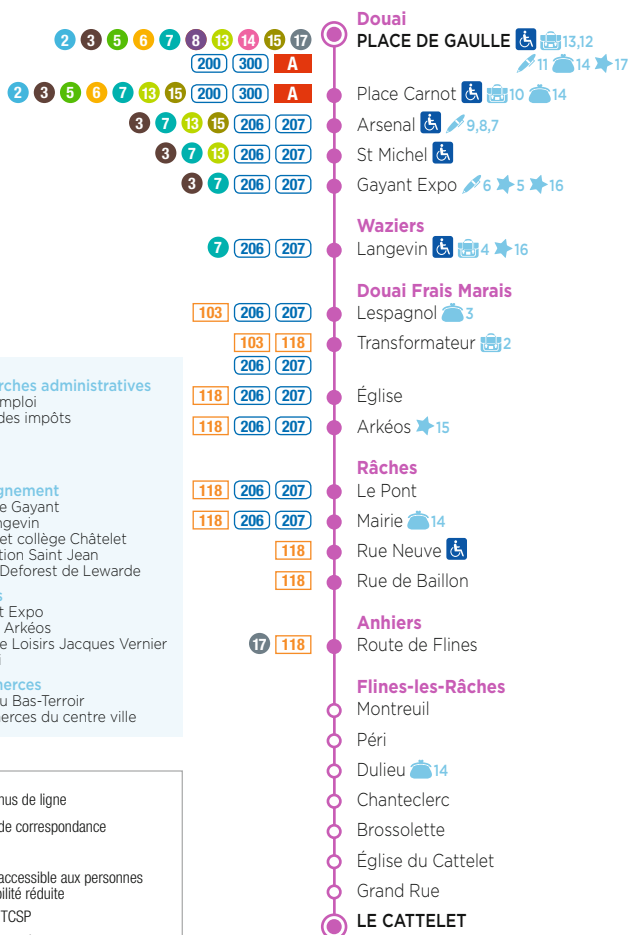 Douai
2 3 5 6 7 8 13 14 15 17 PLACE DE GAULLE 13,12
200 300 A 11 14 17
2 3 5 6 7 13 15 200 300 A Place Carnot 10 14
3 7 13 15 206 207 Arsenal 9,8,7
3 7 13 206 207 St Michel
3 7 206 207 Gayant Expo 6 5 16
Waziers
7 206 207 Langevin 4 16
Douai Frais Marais
103 206 207 Lespagnol 3
103 118 Transformateur 2
206 207
118 206 207 Église
118 206 207 Arkéos 15
Râches
118 206 207 Le Pont
118 206 207 Mairie 14
118 Rue Neuve
118 Rue de Baillon
Anhiers
17 118 Route de Flines
Flines-les-Râches
Montreuil
Péri
Dulieu 14
Chanteclerc
Brossolette
Église du Cattelet
Grand Rue
LE CATTELET
rches administratives
mploi
des impôts
gnement
e Gayant
ngevin
et collège Châtelet
tion Saint Jean
Deforest de Lewarde
s
t Expo
Arkéos
e Loisirs Jacques Vernier
i
nerces
u Bas-Terroir
erces du centre ville
nus de ligne
de correspondance
accessible aux personnes
bilité réduite
TCSP